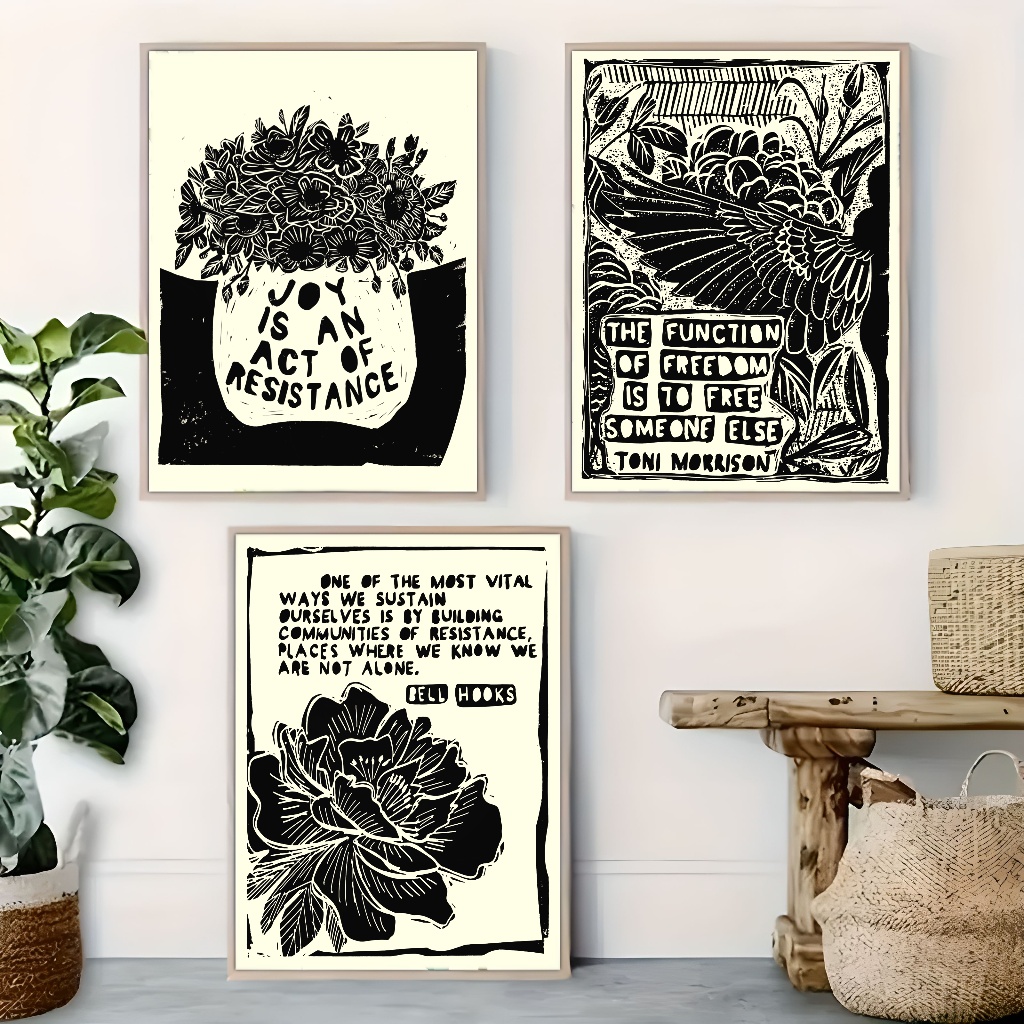 JOY
IS AN
ACT OF
RESISTANCE
THE FUNCTION
OF FREEDOM
IS TO FREE
SOMEONE ELSE
TONI MORRISON
ONE OF THE MOST VITAL
WAYS WE SUSTAIN
OURSELVES IS BY BUILDING
COMMUNITIES OF RESISTANCE,
PLACES WHERE WE KNOW WE
ARE NOT ALONE.
BELL HOOKS